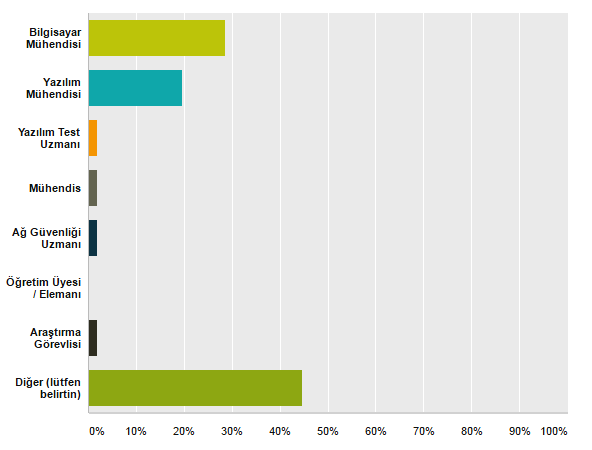 Bilgisayar
Mühendisi
Yazılım
Mühendisi
Yazılım Test
Uzmanı
Mühendis
Ağ Güvenliği
Uzmanı
Öğretim Üyesi
/ Elemanı
Araştırma
Görevlisi
Diğer (lütfen
belirtin)
0% 10% 20% 30% 40% 50% 60% 70% 80% 90% 100%